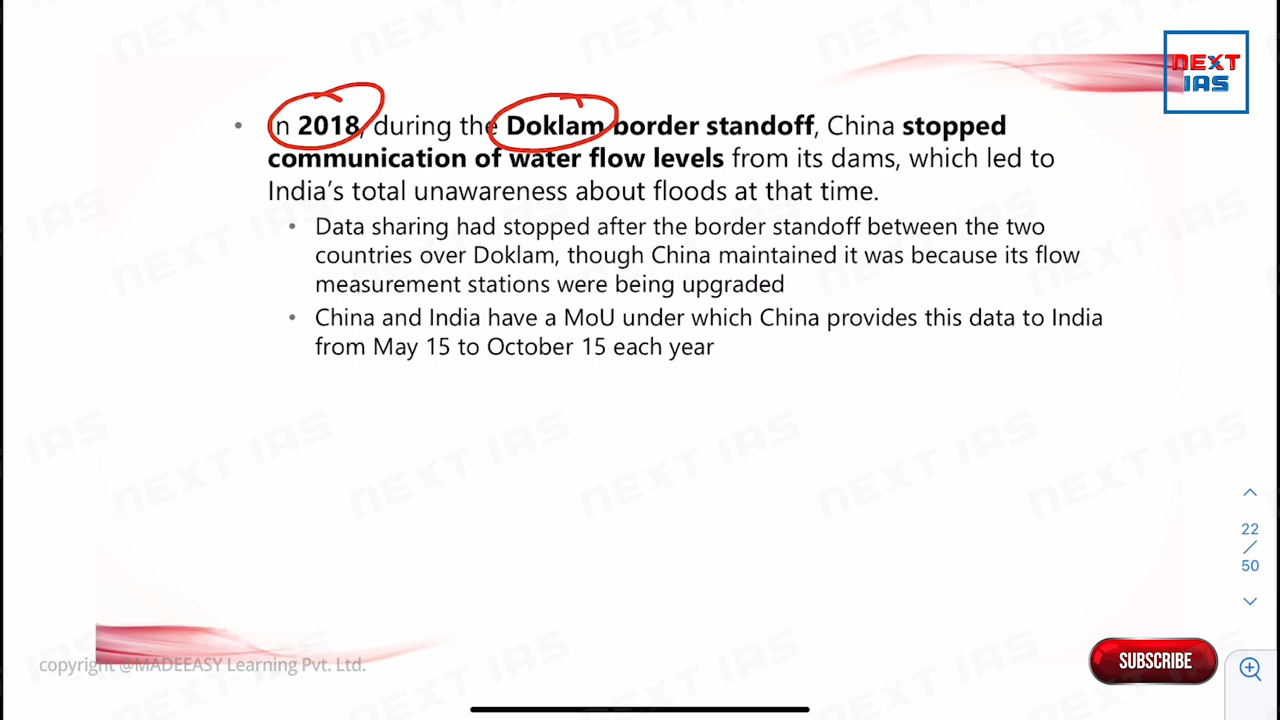 NEXT
IAS
• In 2018, during the Doklam border standoff, China stopped
communication of water flow levels from its dams, which led to
India's total unawareness about floods at that time.
• Data sharing had stopped after the border standoff between the two
countries over Doklam, though China maintained it was because its flow
measurement stations were being upgraded
• China and India have a MoU under which China provides this data to India
from May 15 to October 15 each year
22
/
50
copyright @MADEEASY Learning Pvt. Ltd.
SUBSCRIBE